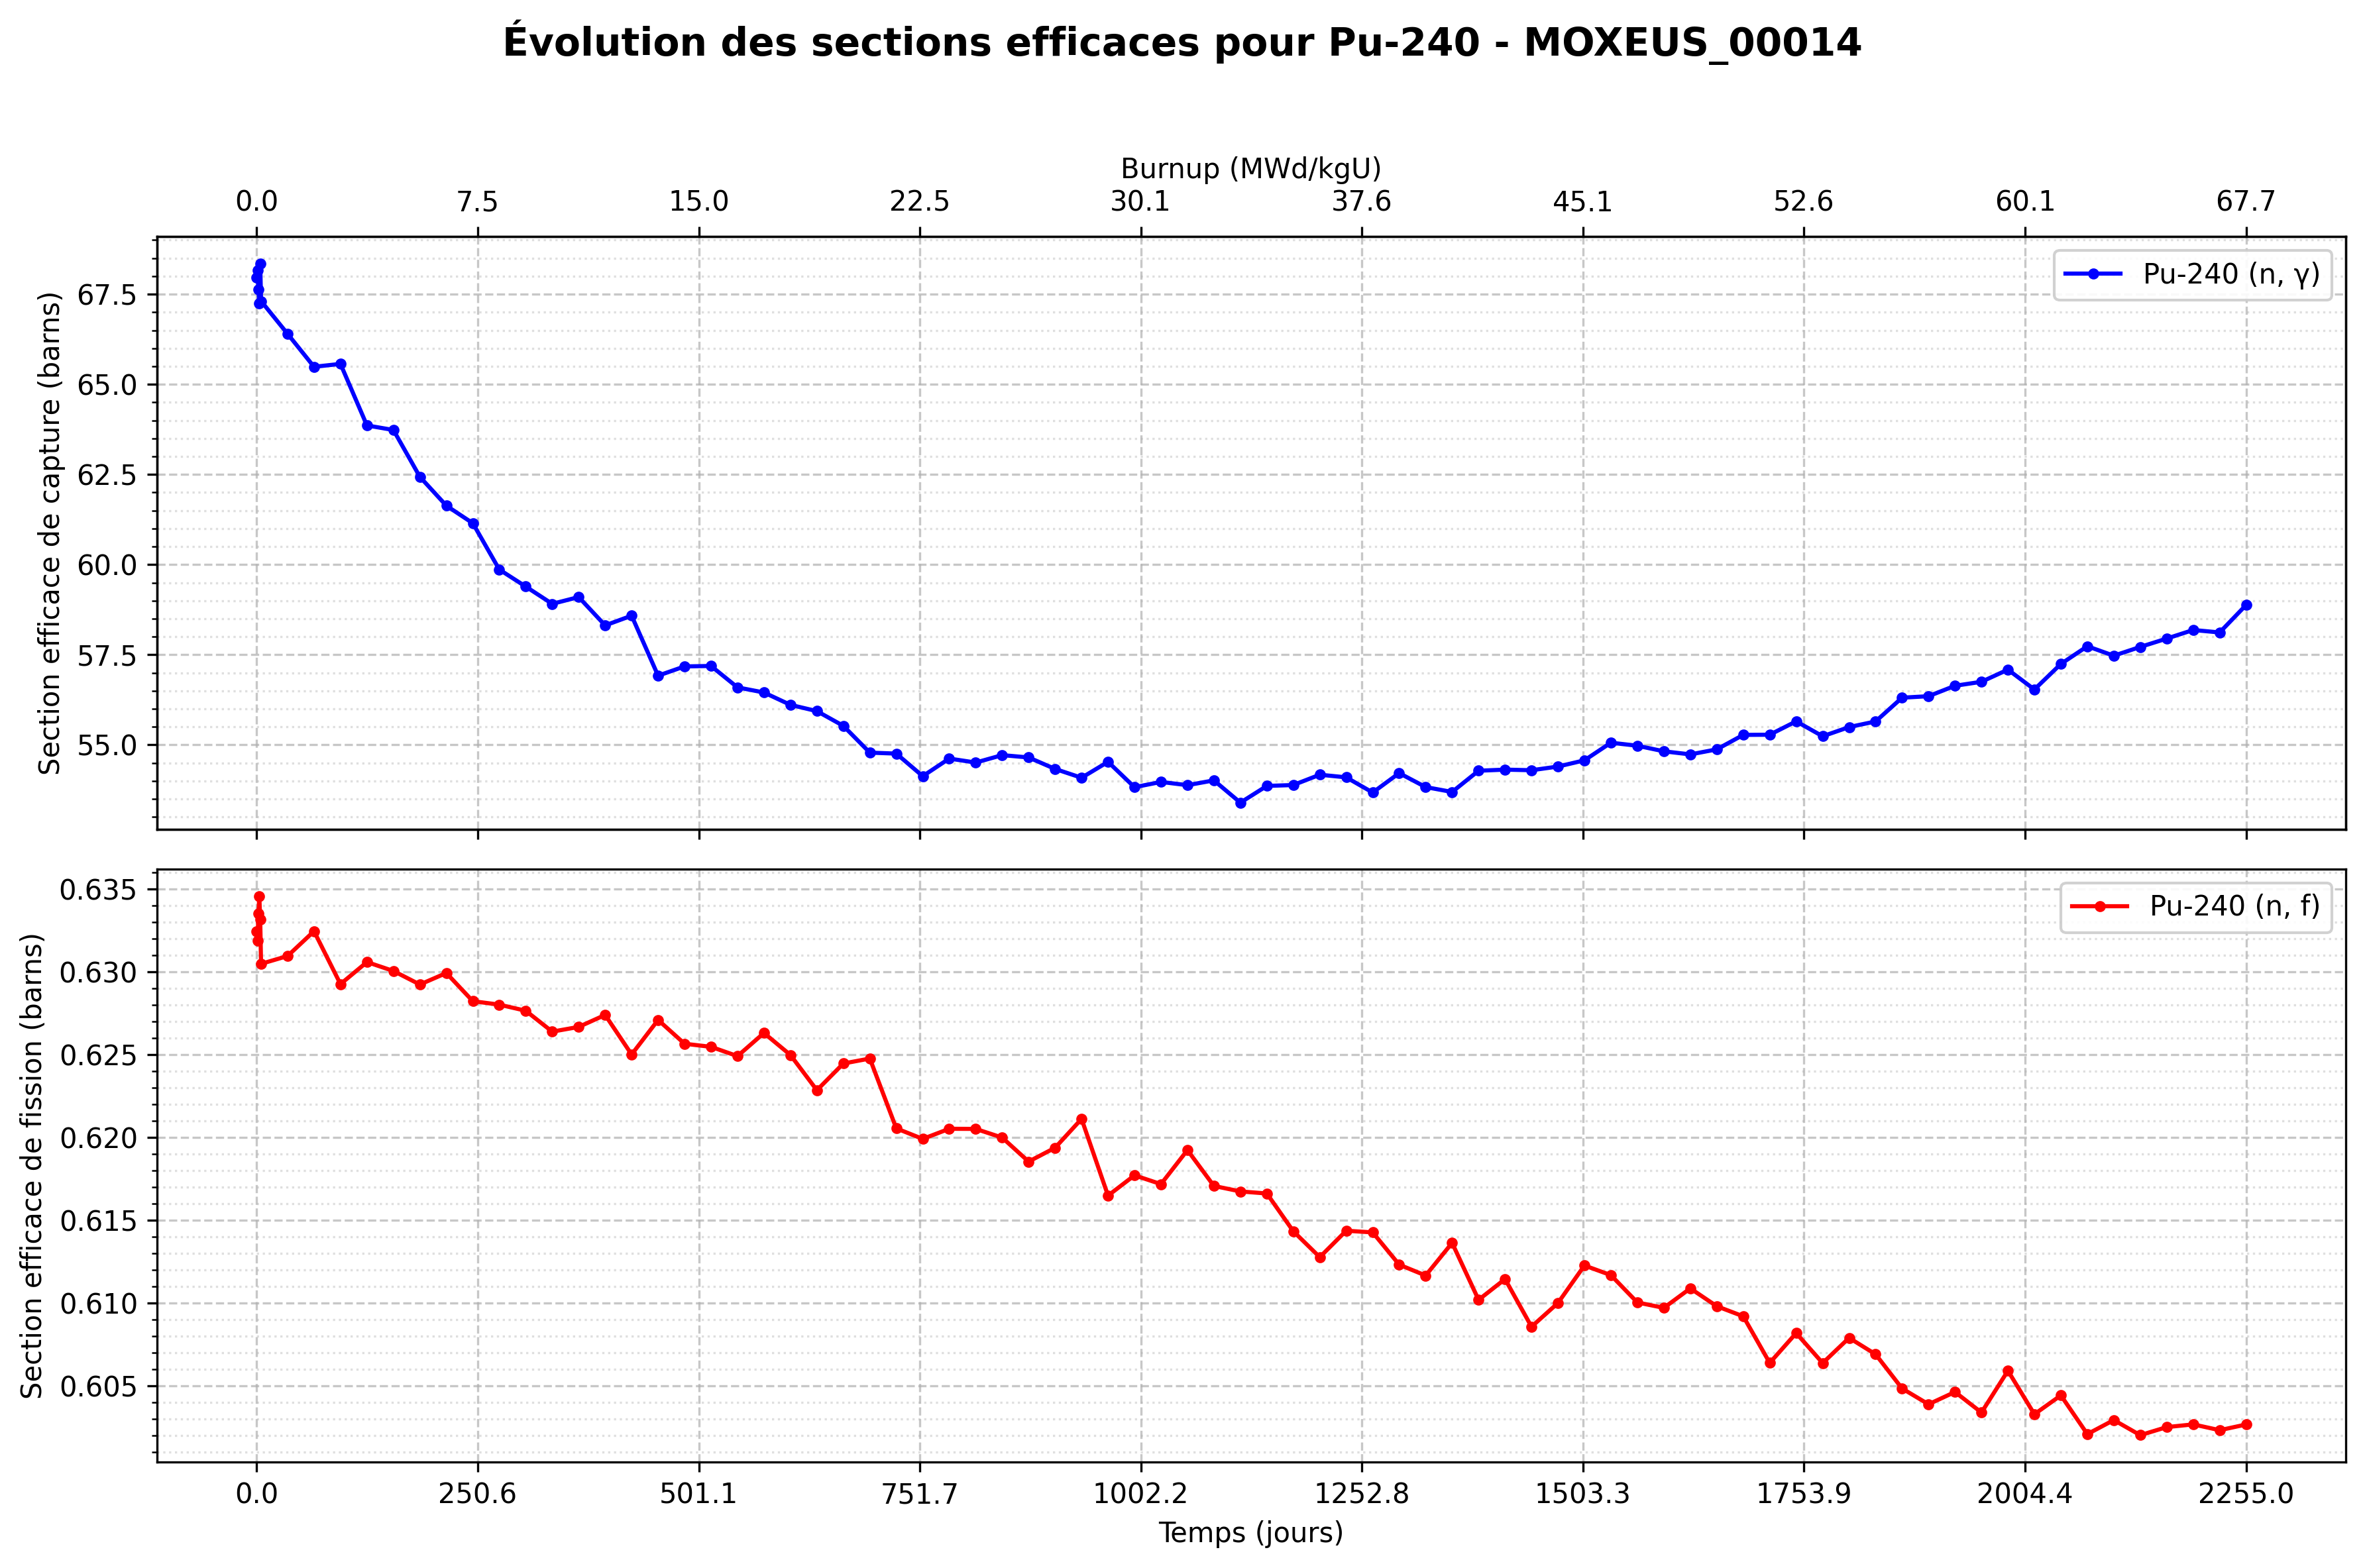 Évolution des sections efficaces pour Pu-240 - MOXEUS_00014
Burnup (MWd/kgU)
0.0 7.5 15.0 22.5 30.1 37.6 45.1 52.6 60.1 67.7
Pu-240 (n, γ)
Section efficace de capture (barns)
67.5
65.0
62.5
60.0
57.5
55.0
Pu-240 (n, f)
Section efficace de fission (barns)
0.635
0.630
0.625
0.620
0.615
0.610
0.605
0.0 250.6 501.1 751.7 1002.2 1252.8 1503.3 1753.9 2004.4 2255.0
Temps (jours)